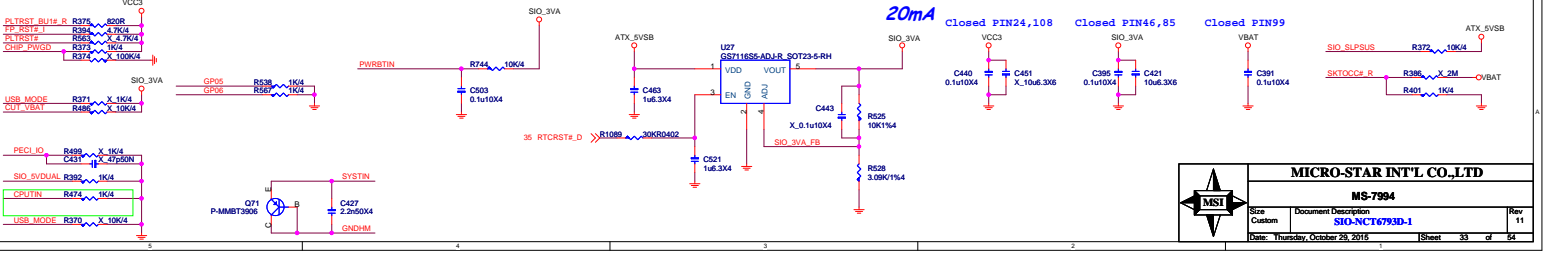 VCC3
PLTRST_BU1#_R R375 820R
FP_RST#_I R394 4.7K/4
PLTRST# R563 X_4.7K/4
CHIP_PWGD R373 1K/4
R374 X_100K/4
SIO_3VA
USB_MODE R371 X_1K/4
CUT_VBAT R486 X_10K/4
PECI_IO R499 X_1K/4
C431 X_47p50N
SIO_5VDUAL R392 1K/4
CPUTIN R474 1K/4
USB_MODE R370 X_10K/4
GP05 R538 1K/4
GP06 R567 1K/4
SIO_3VA
PWRBTIN R744 10K/4
C503
0.1u10X4
SYSTIN
E
Q71
P-MMBT3906
B
C
C427
2.2n50X4
GNDHM
ATX_5VSB
U27
GS7116S5-ADJ-R_SOT23-5-RH
1 VDD VOUT 5
3 EN GND ADJ
2 4
C463
1u6.3X4
35 RTCRST#_D R1089 30KR0402
C521
1u6.3X4
C443
X_0.1u10X4
R525
10K1%4
SIO_3VA_FB
R528
3.09K/1%4
20mA
SIO_3VA
Closed PIN24,108
VCC3
C440
0.1u10X4
C451
X_10u6.3X6
Closed PIN46,85
SIO_3VA
C395
0.1u10X4
C421
10u6.3X6
Closed PIN99
VBAT
C391
0.1u10X4
ATX_5VSB
SIO_SLPSUS R372 10K/4
SKTOCC#_R R386 X_2M VBAT
R401 1K/4
A
MSI
MICRO-STAR INT'L CO.,LTD
MS-7994
Size
Custom
Document Description
SIO-NCT6793D-1
Rev
11
Date: Thursday, October 29, 2015 Sheet 33 of 54
5 4 3 2 1